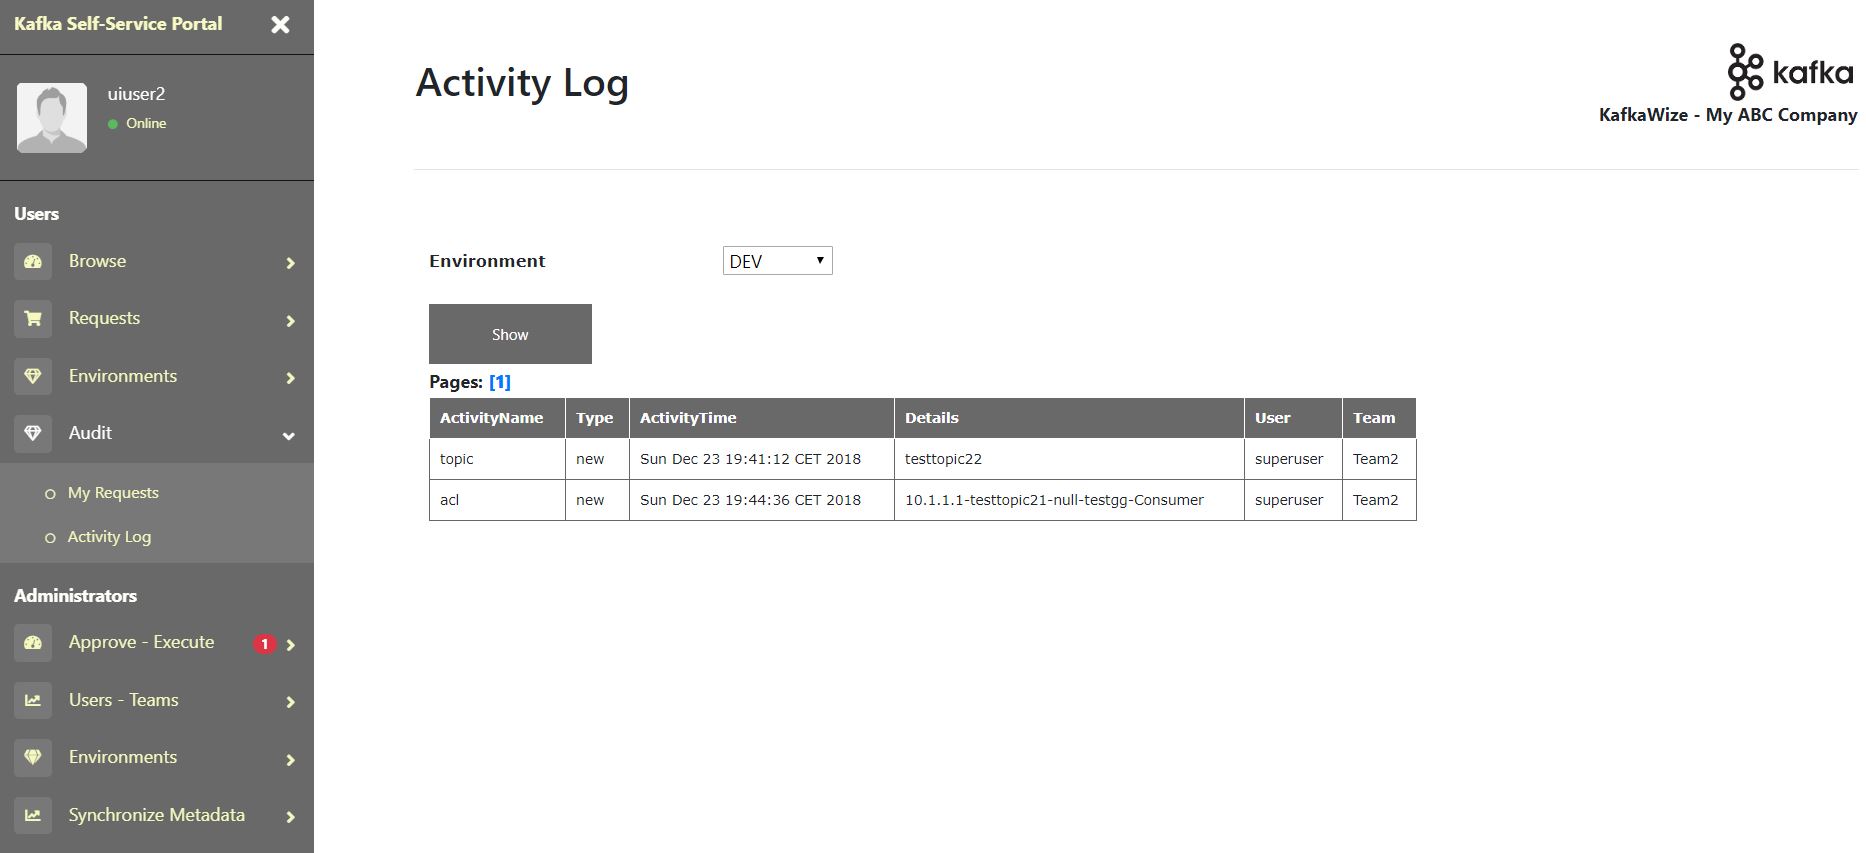 Kafka Self-Service Portal
uiuser2
Online
Users
Browse
Requests
Environments
Audit
My Requests
Activity Log
Administrators
Approve - Execute 1
Users - Teams
Environments
Synchronize Metadata
Activity Log
kafka
KafkaWize - My ABC Company
Environment DEV
Show
Pages: [1]
ActivityName Type ActivityTime Details User Team
topic new Sun Dec 23 19:41:12 CET 2018 testtopic22 superuser Team2
acl new Sun Dec 23 19:44:36 CET 2018 10.1.1.1-testtopic21-null-testgg-Consumer superuser Team2